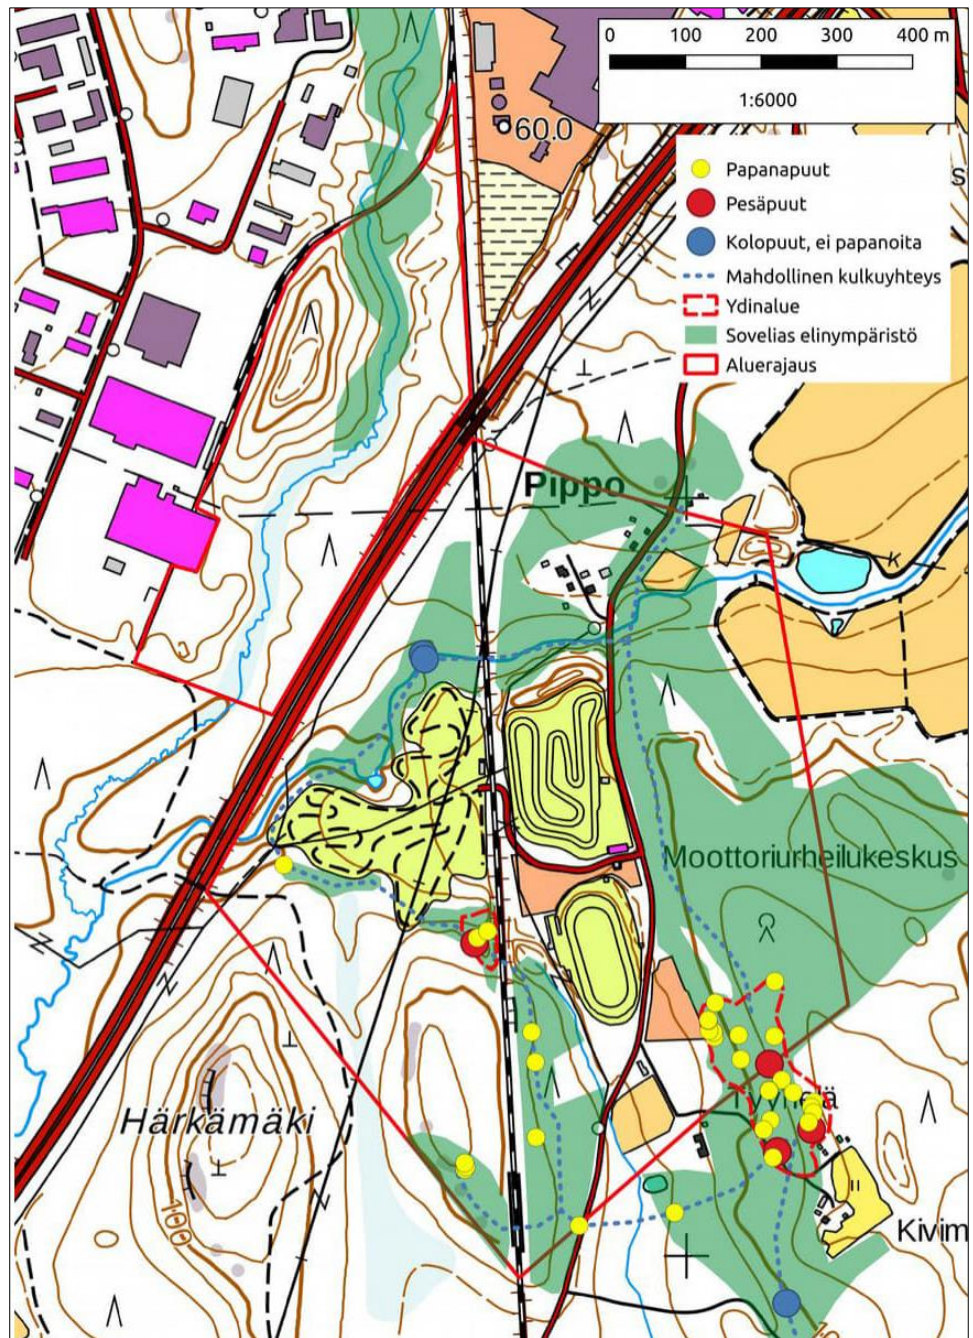 0 100 200 300 400 m
1:6000
60.0
Papanapuut
Pesäpuut
Kolopuut, ei papanoita
Mahdollinen kulkuyhteys
Ydinalue
Sovelias elinympäristö
Aluerajaus
Pippo
K
Moottoriurheilukeskus
Härkämäki
100
Kivim